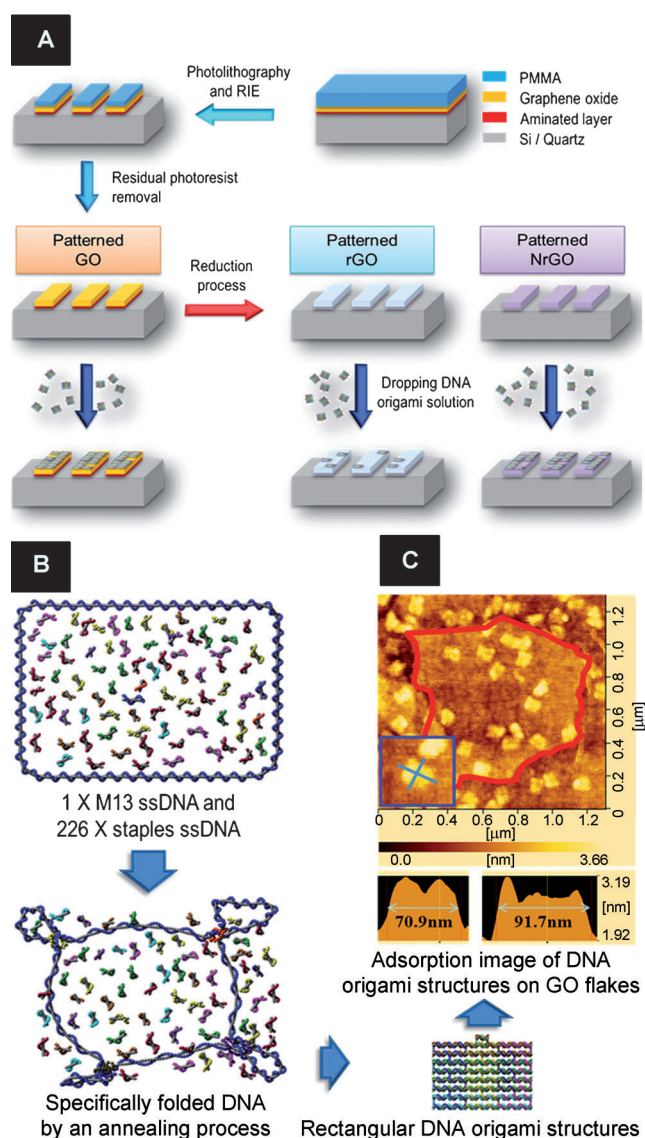 A
Photolithography
and RIE
PMMA
Graphene oxide
Aminated layer
Si / Quartz
Residual photoresist
removal
Patterned
GO
Reduction
process
Patterned
rGO
Patterned
NrGO
Dropping DNA
origami solution
B
1 X M13 ssDNA and
226 X staples ssDNA
Specifically folded DNA
by an annealing process
C
1.2
1.0
0.8
0.6
0.4
0.2
0
[µm]
0.2 0.4 0.6 0.8 1.0 1.2
[µm]
0.0 [nm] 3.66
70.9nm
91.7nm
3.19
[nm]
1.92
Adsorption image of DNA
origami structures on GO flakes
Rectangular DNA origami structures